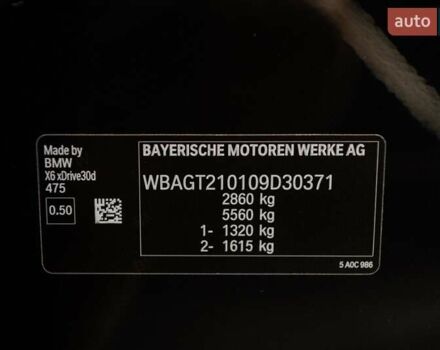 auto
Made by
BMW
X6 xDrive30d
475
0.50
BAYERISCHE MOTOREN WERKE AG
WBAGT210109D30371
2860 kg
5560 kg
1- 1320 kg
2- 1615 kg
5 A0C 986